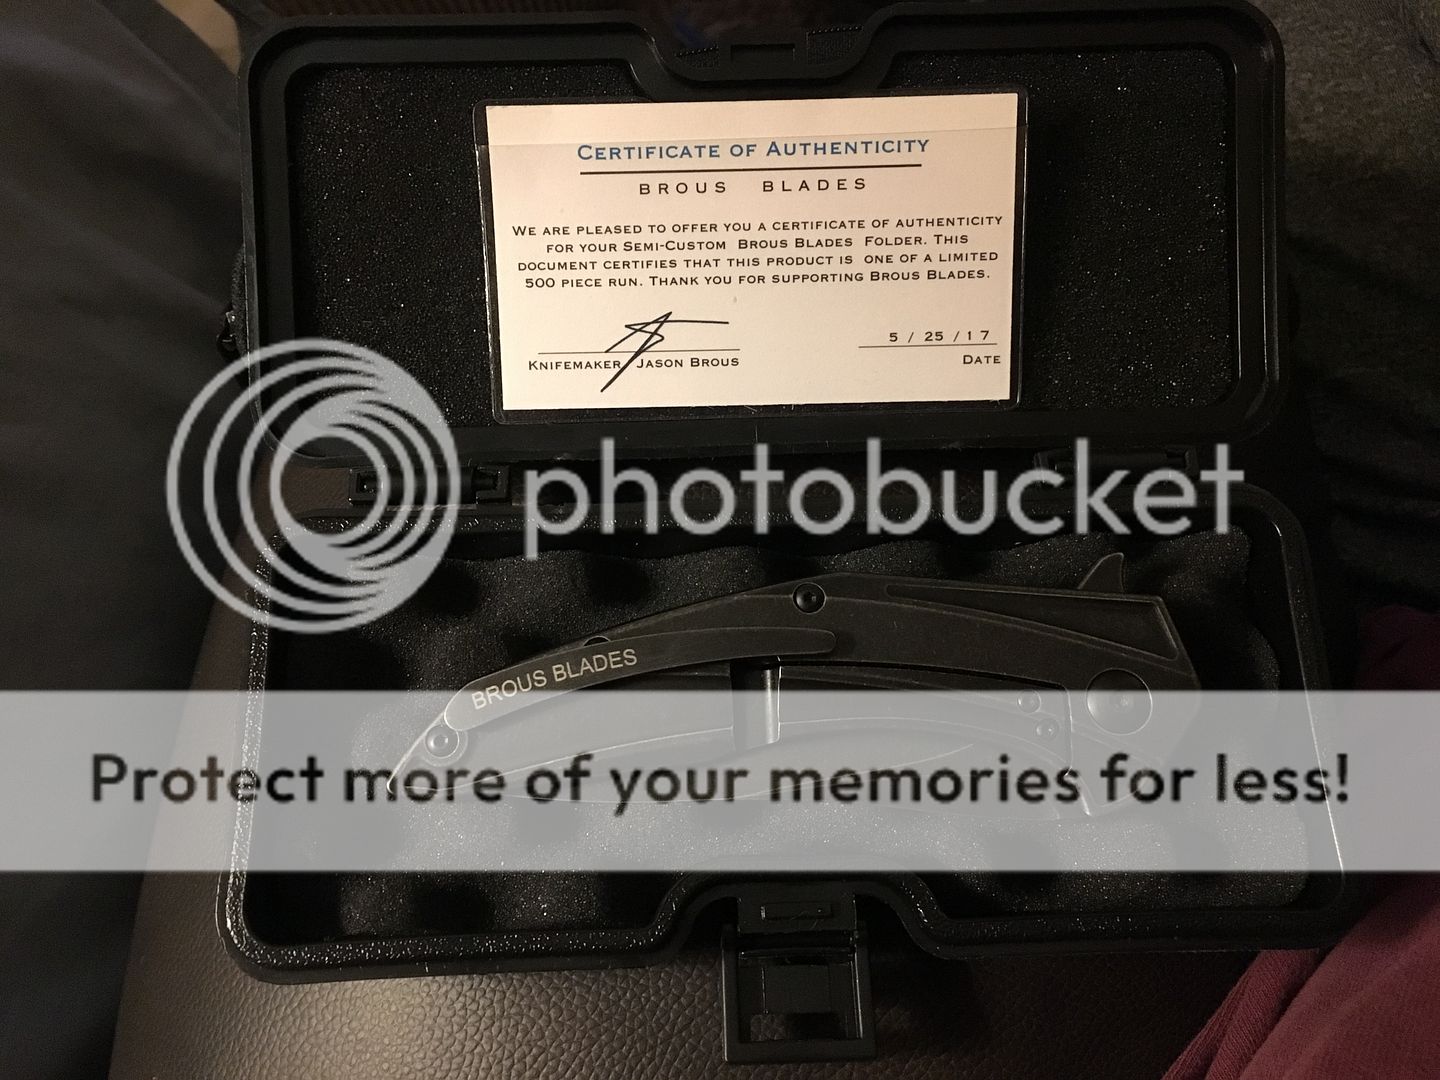 CERTIFICATE OF AUTHENTICITY
BROUS BLADES
WE ARE PLEASED TO OFFER YOU A CERTIFICATE OF AUTHENTICITY
FOR YOUR SEMI-CUSTOM BROUS BLADES FOLDER. THIS
DOCUMENT CERTIFIES THAT THIS PRODUCT IS ONE OF A LIMITED
500 PIECE RUN. THANK YOU FOR SUPPORTING BROUS BLADES.
5 / 25 / 17
KNIFEMAKER JASON BROUS
DATE
photobucket
BROUS BLADES
Protect more of your memories for less!